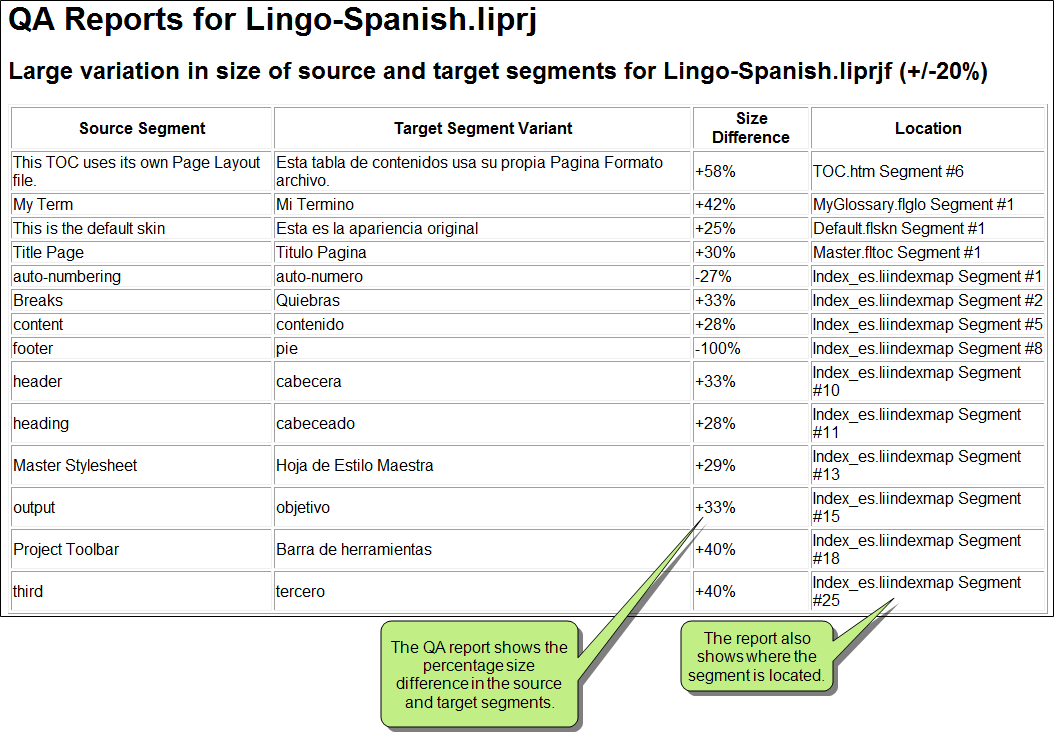 QA Reports for Lingo-Spanish.liprj
Large variation in size of source and target segments for Lingo-Spanish.liprjf (+/-20%)
Source Segment Target Segment Variant Size Difference Location
This TOC uses its own Page Layout file. Esta tabla de contenidos usa su propia Pagina Formato archivo. +58% TOC.htm Segment #6
My Term Mi Termino +42% MyGlossary.flglo Segment #1
This is the default skin Esta es la apariencia original +25% Default.flskn Segment #1
Title Page Titulo Pagina +30% Master.fltoc Segment #1
auto-numbering auto-numero -27% Index_es.liindexmap Segment #1
Breaks Quiebras +33% Index_es.liindexmap Segment #2
content contenido +28% Index_es.liindexmap Segment #5
footer pie -100% Index_es.liindexmap Segment #8
header cabecera +33% Index_es.liindexmap Segment #10
heading cabeceado +28% Index_es.liindexmap Segment #11
Master Stylesheet Hoja de Estilo Maestra +29% Index_es.liindexmap Segment #13
output objetivo +33% Index_es.liindexmap Segment #15
Project Toolbar Barra de herramientas +40% Index_es.liindexmap Segment #18
third tercero +40% Index_es.liindexmap Segment #25
The QA report shows the
percentage size
difference in the source
and target segments.
The report also
shows where the
segment is located.